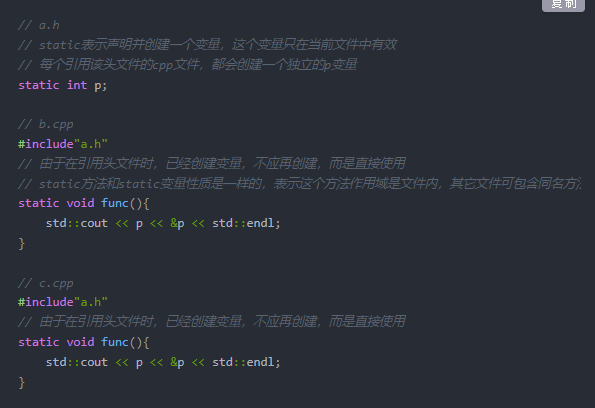 复制
// a.h
// static表示声明并创建一个变量，这个变量只在当前文件中有效
// 每个引用该头文件的cpp文件，都会创建一个独立的p变量
static int p;
// b.cpp
#include"a.h"
// 由于在引用头文件时，已经创建变量，不应再创建，而是直接使用
// static方法和static变量性质是一样的，表示这个方法作用域是文件内，其它文件可包含同名方法
static void func(){
    std::cout << p << &p << std::endl;
}
// c.cpp
#include"a.h"
// 由于在引用头文件时，已经创建变量，不应再创建，而是直接使用
static void func(){
    std::cout << p << &p << std::endl;
}